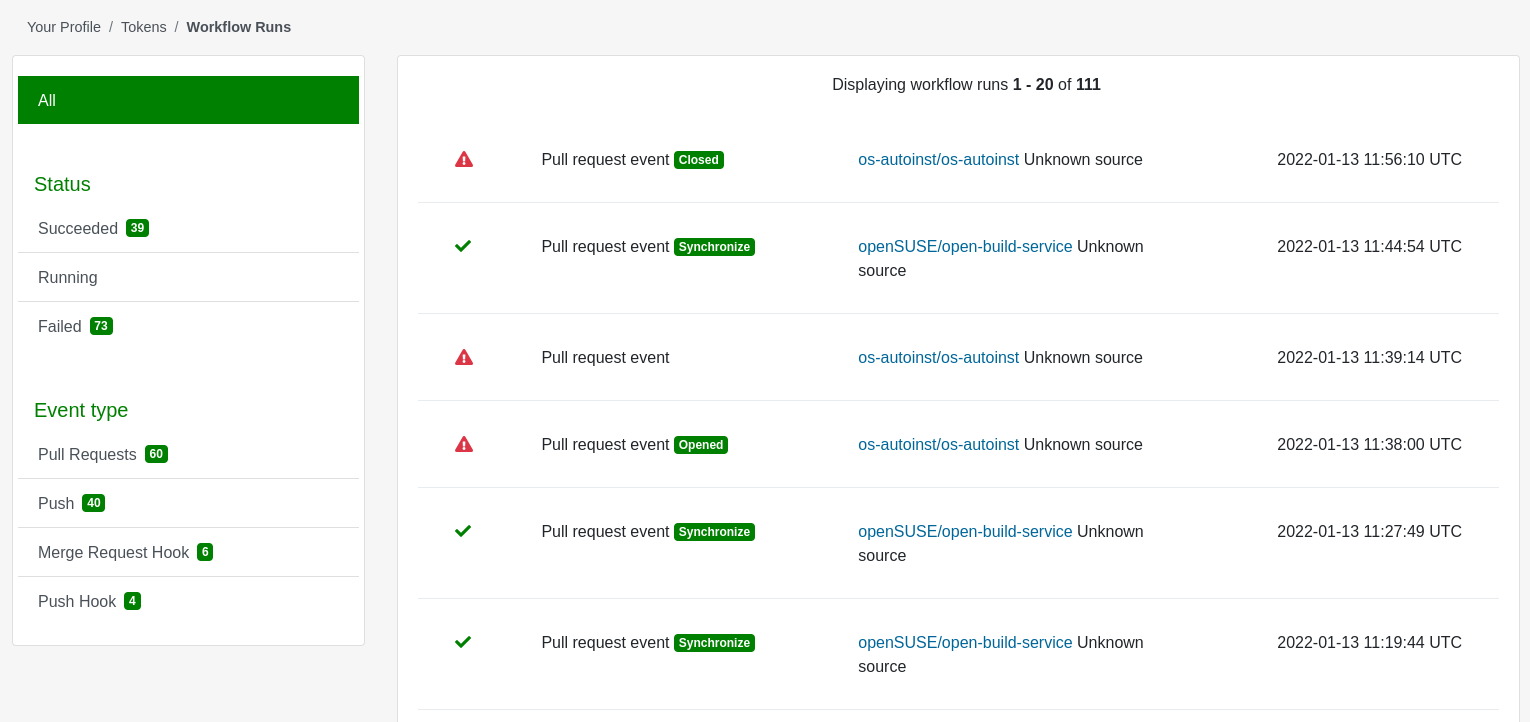 Your Profile / Tokens / Workflow Runs
All
Status
Succeeded 39
Running
Failed 73
Event type
Pull Requests 60
Push 40
Merge Request Hook 6
Push Hook 4
Displaying workflow runs 1 - 20 of 111
Pull request event Closed os-autoinst/os-autoinst Unknown source 2022-01-13 11:56:10 UTC
Pull request event Synchronize openSUSE/open-build-service Unknown 2022-01-13 11:44:54 UTC
source
Pull request event os-autoinst/os-autoinst Unknown source 2022-01-13 11:39:14 UTC
Pull request event Opened os-autoinst/os-autoinst Unknown source 2022-01-13 11:38:00 UTC
Pull request event Synchronize openSUSE/open-build-service Unknown 2022-01-13 11:27:49 UTC
source
Pull request event Synchronize openSUSE/open-build-service Unknown 2022-01-13 11:19:44 UTC
source